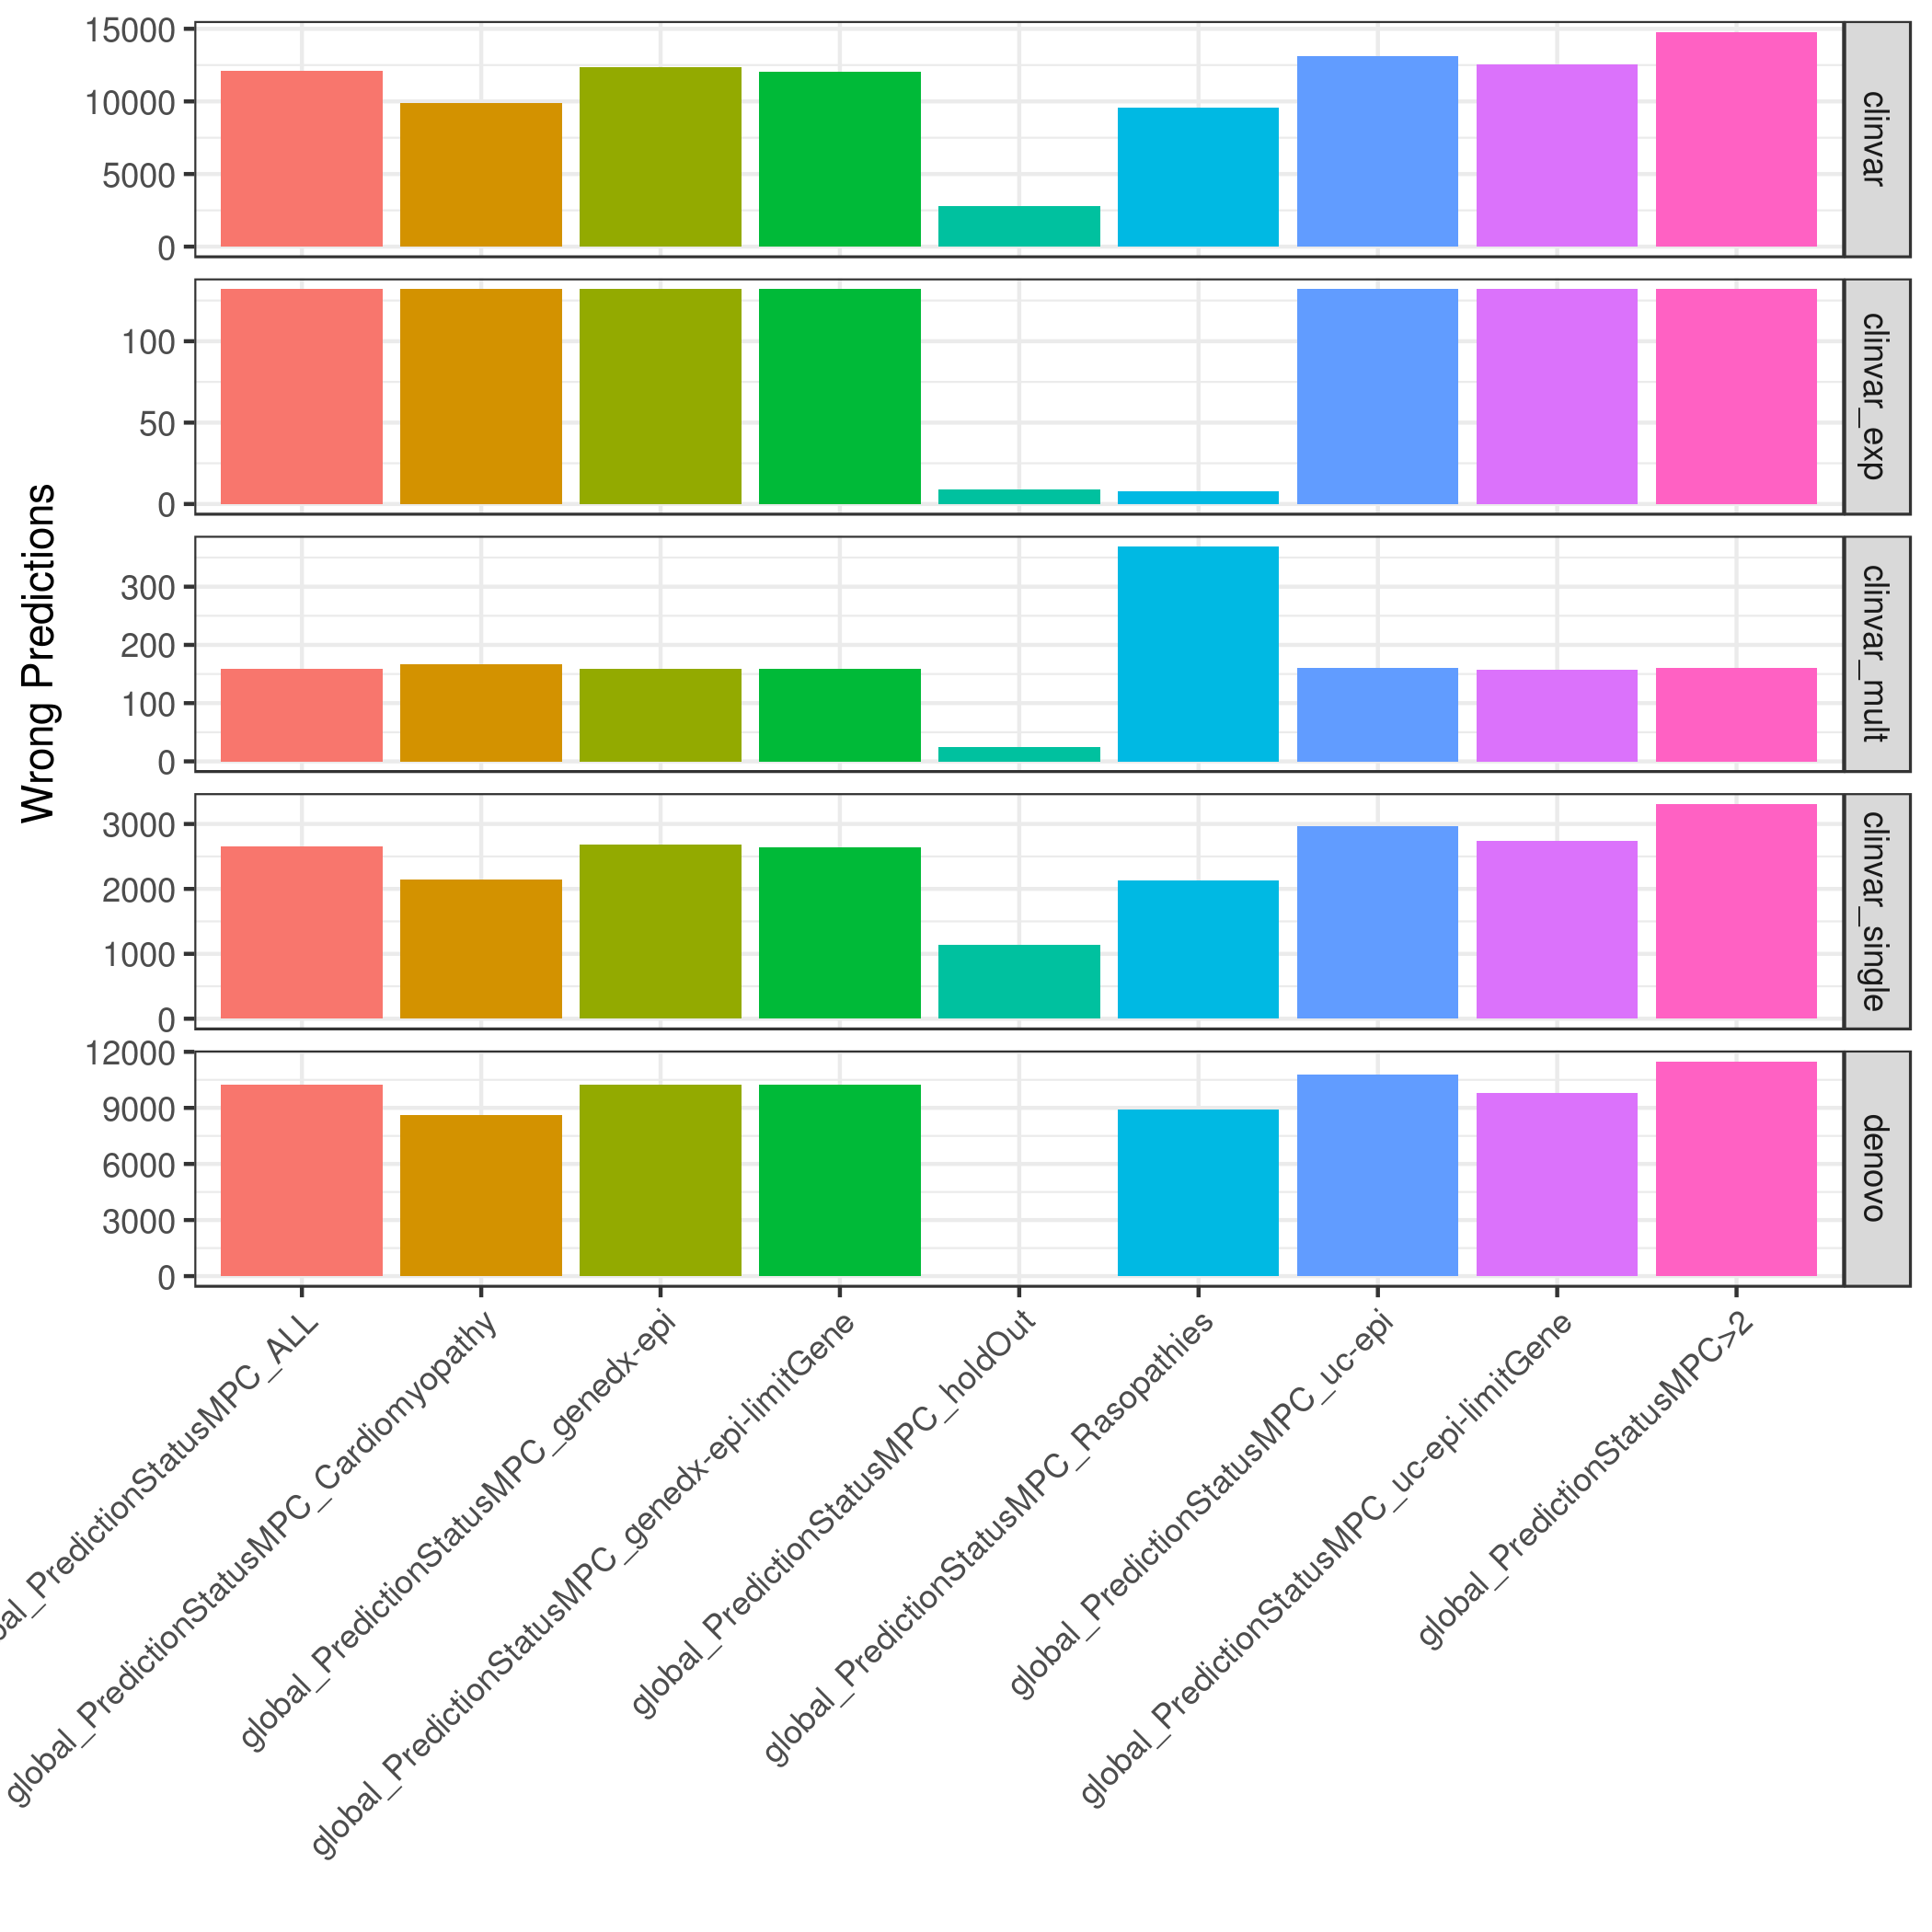 Wrong Predictions
15000
10000
5000
0
clinvar
100
50
0
clinvar_exp
300
200
100
0
clinvar_mult
3000
2000
1000
0
clinvar_single
12000
9000
6000
3000
0
denovo
bal_PredictionStatusMPC_ALL
global_PredictionStatusMPC_Cardiomyopathy
global_PredictionStatusMPC_genedx-epi
global_PredictionStatusMPC_genedx-epi-limitGene
global_PredictionStatusMPC_holdOut
global_PredictionStatusMPC_Rasopathies
global_PredictionStatusMPC_uc-epi
global_PredictionStatusMPC_uc-epi-limitGene
global_PredictionStatusMPC>2